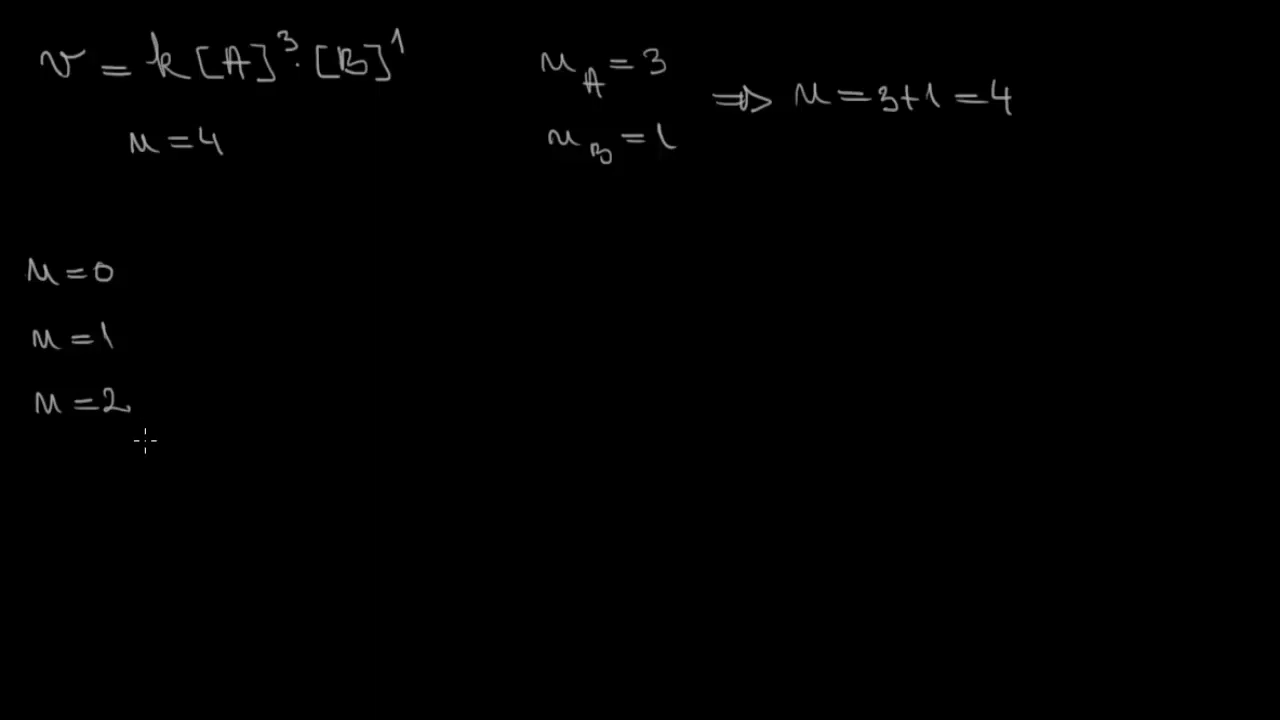 v = k[A]³·[B]¹
n = 4
n_A = 3
n_B = 1
⇒ n = 3+1 = 4
n = 0
n = 1
n = 2